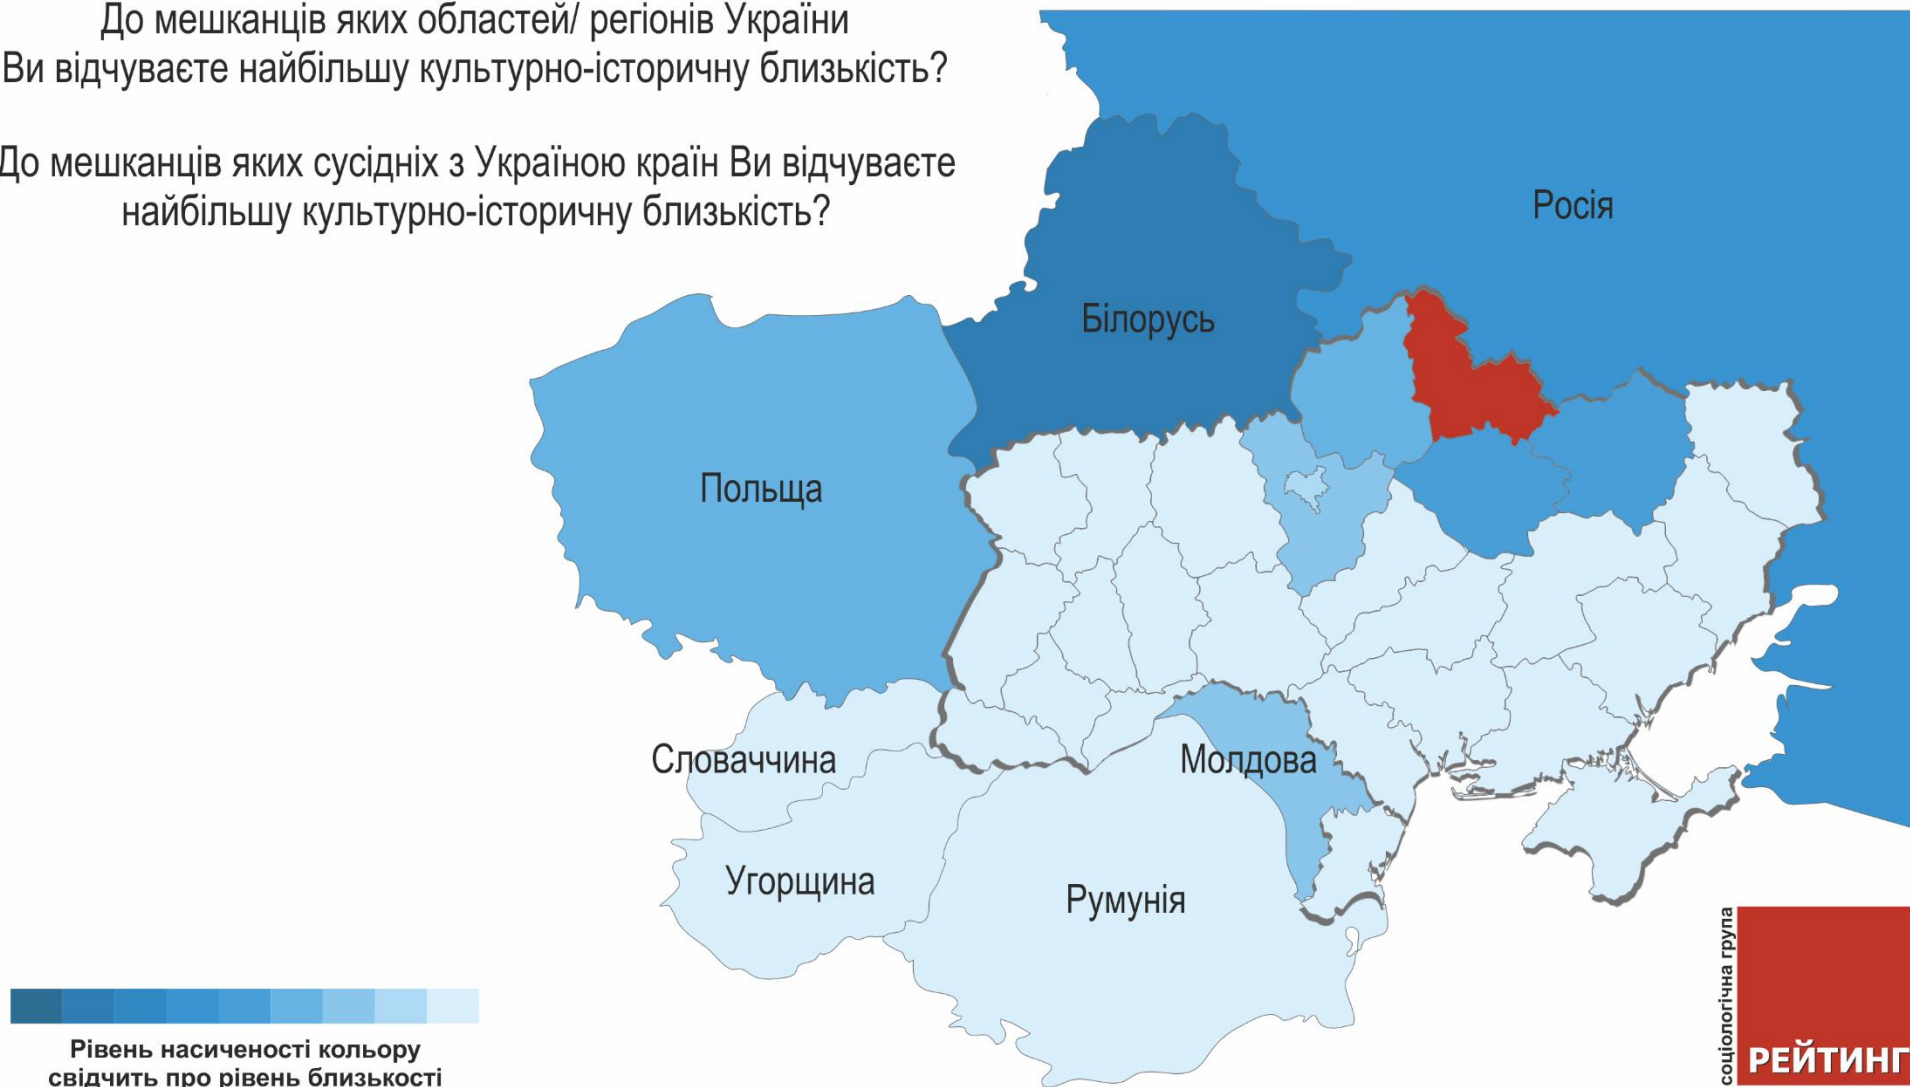 До мешканців яких областей/ регіонів України
Ви відчуваєте найбільшу культурно-історичну близькість?
До мешканців яких сусідніх з Україною країн Ви відчуваєте
найбільшу культурно-історичну близькість?
Росія
Білорусь
Польща
Словаччина
Молдова
Угорщина
Румунія
Рівень насиченості кольору
свідчить про рівень близькості
соціологічна група
РЕЙТИНГ